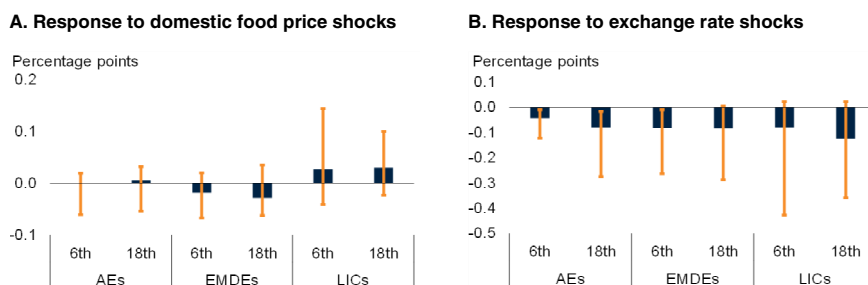 A. Response to domestic food price shocks
Percentage points
0.2
0.1
0.0
-0.1
6th 18th 6th 18th 6th 18th
AEs EMDEs LICs
B. Response to exchange rate shocks
Percentage points
0.1
0.0
-0.1
-0.2
-0.3
-0.4
-0.5
6th 18th 6th 18th 6th 18th
AEs EMDEs LICs